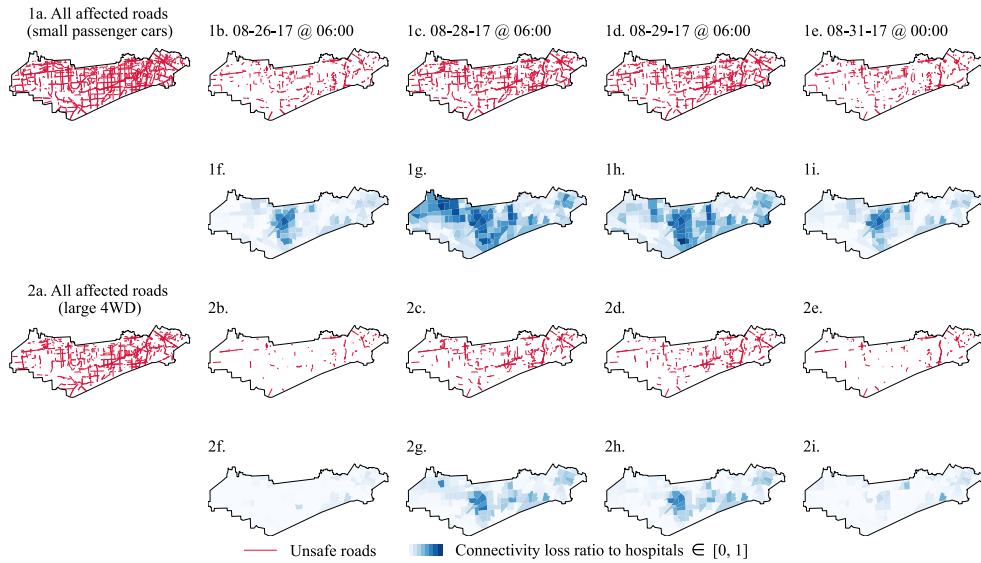 1a. All affected roads
(small passenger cars)
1b. 08-26-17 @ 06:00
1c. 08-28-17 @ 06:00
1d. 08-29-17 @ 06:00
1e. 08-31-17 @ 00:00
1f.
1g.
1h.
1i.
2a. All affected roads
(large 4WD)
2b.
2c.
2d.
2e.
2f.
2g.
2h.
2i.
Unsafe roads
Connectivity loss ratio to hospitals ∈ [0, 1]